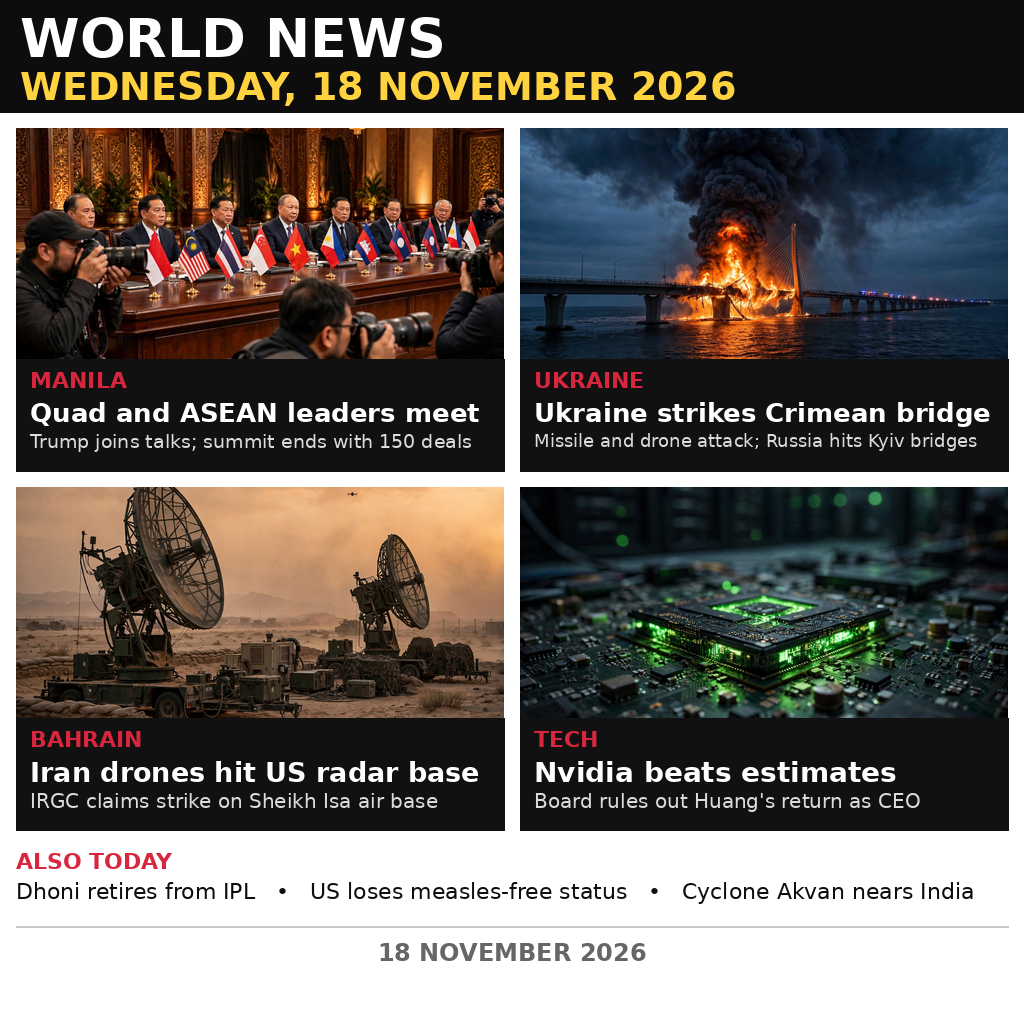 WORLD NEWS
WEDNESDAY, 18 NOVEMBER 2026
MANILA
Quad and ASEAN leaders meet
Trump joins talks; summit ends with 150 deals
UKRAINE
Ukraine strikes Crimean bridge
Missile and drone attack; Russia hits Kyiv bridges
BAHRAIN
Iran drones hit US radar base
IRGC claims strike on Sheikh Isa air base
TECH
Nvidia beats estimates
Board rules out Huang's return as CEO
ALSO TODAY
Dhoni retires from IPL • US loses measles-free status • Cyclone Akvan nears India
18 NOVEMBER 2026